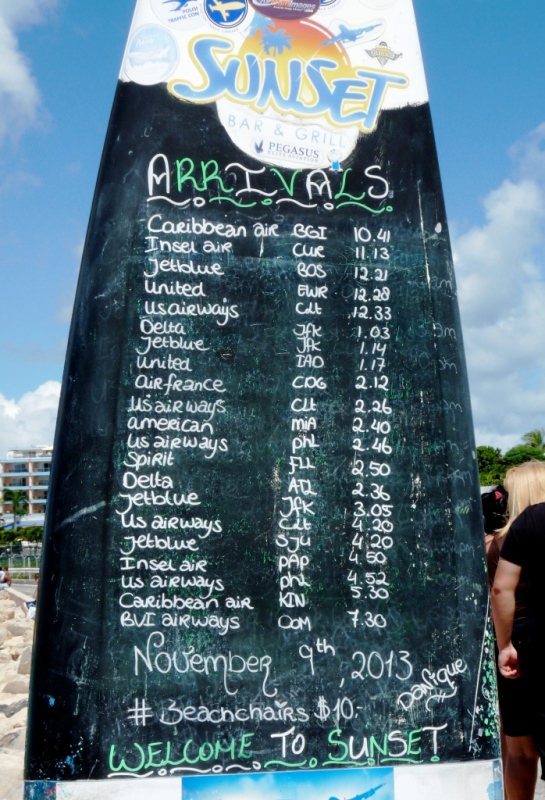 SUNSET
BAR & GRILL
PEGASUS
ARRIVALS
Caribbean air BGI 10.41
Insel air CUR 11.13
Jetblue BOS 12.21
United EWR 12.28
usairways CLt 12.33
Delta JfK 1.03
Jetblue JfK 1.14
United IAD 1.17
air-france CDG 2.12
Us airways CLt 2.26
american miA 2.40
Us airways phL 2.46
Spirit fLL 2.50
Delta ATL 2.36
Jetblue JfK 3.05
Us airways CLt 4.20
Jetblue SJU 4.20
Insel air pAp 4.50
Us airways phL 4.52
Caribbean air KIN 5.30
BVI airways DOM 7.30
November 9th, 2013
Danique
# Beachchairs $10,-
WELCOME TO SUNSET